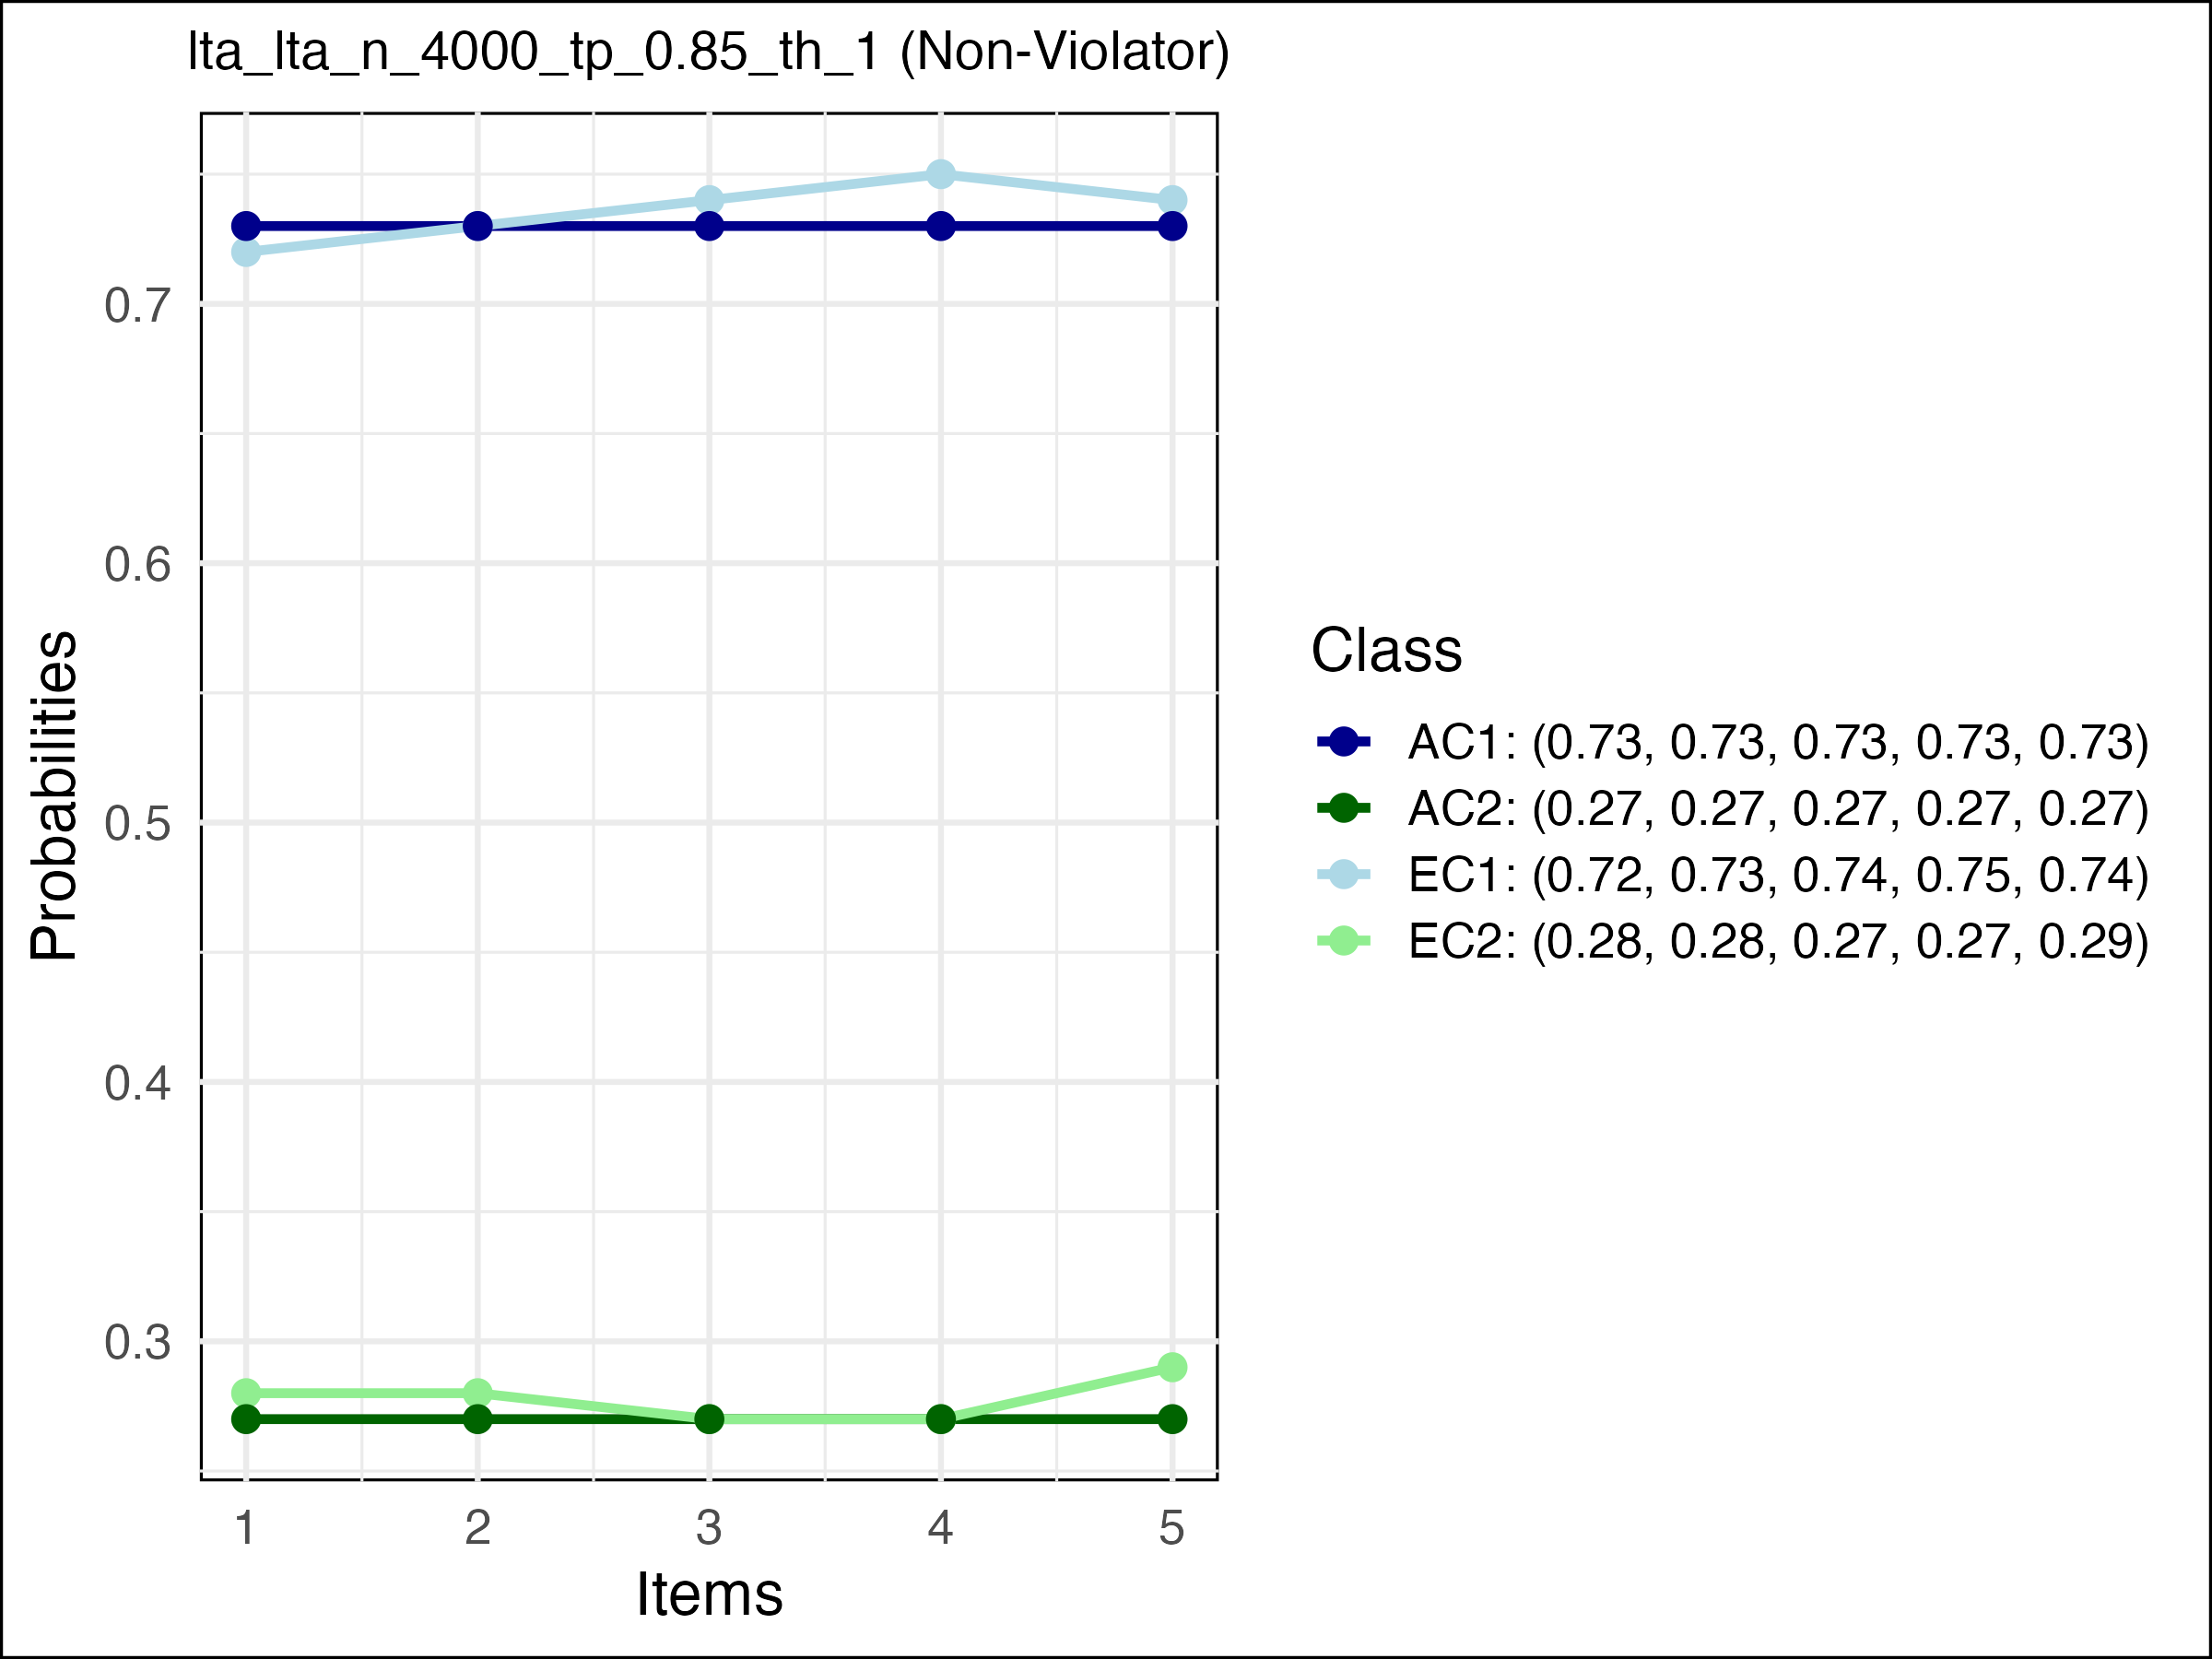 lta_lta_n_4000_tp_0.85_th_1 (Non-Violator)
Probabilities
0.7
0.6
0.5
0.4
0.3
1 2 3 4 5
Items
Class
AC1: (0.73, 0.73, 0.73, 0.73, 0.73)
AC2: (0.27, 0.27, 0.27, 0.27, 0.27)
EC1: (0.72, 0.73, 0.74, 0.75, 0.74)
EC2: (0.28, 0.28, 0.27, 0.27, 0.29)